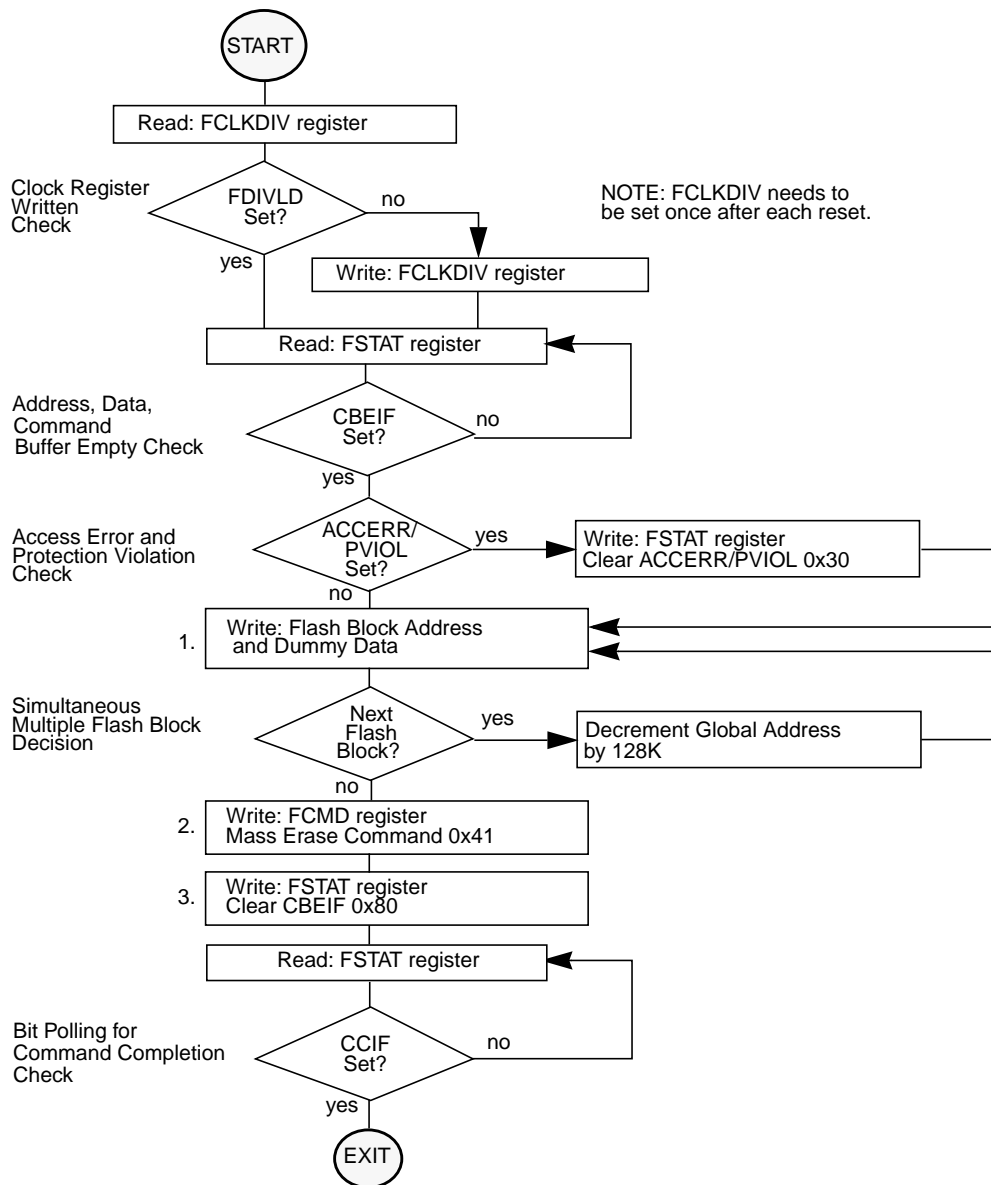 START
Read: FCLKDIV register
Clock Register
Written
Check
FDIVLD
Set?
no
yes
NOTE: FCLKDIV needs to
be set once after each reset.
Write: FCLKDIV register
Read: FSTAT register
Address, Data,
Command
Buffer Empty Check
CBEIF
Set?
no
yes
Access Error and
Protection Violation
Check
ACCERR/
PVIOL
Set?
yes
no
Write: FSTAT register
Clear ACCERR/PVIOL 0x30
1.
Write: Flash Block Address
and Dummy Data
Simultaneous
Multiple Flash Block
Decision
Next
Flash
Block?
yes
no
Decrement Global Address
by 128K
2.
Write: FCMD register
Mass Erase Command 0x41
3.
Write: FSTAT register
Clear CBEIF 0x80
Read: FSTAT register
Bit Polling for
Command Completion
Check
CCIF
Set?
no
yes
EXIT